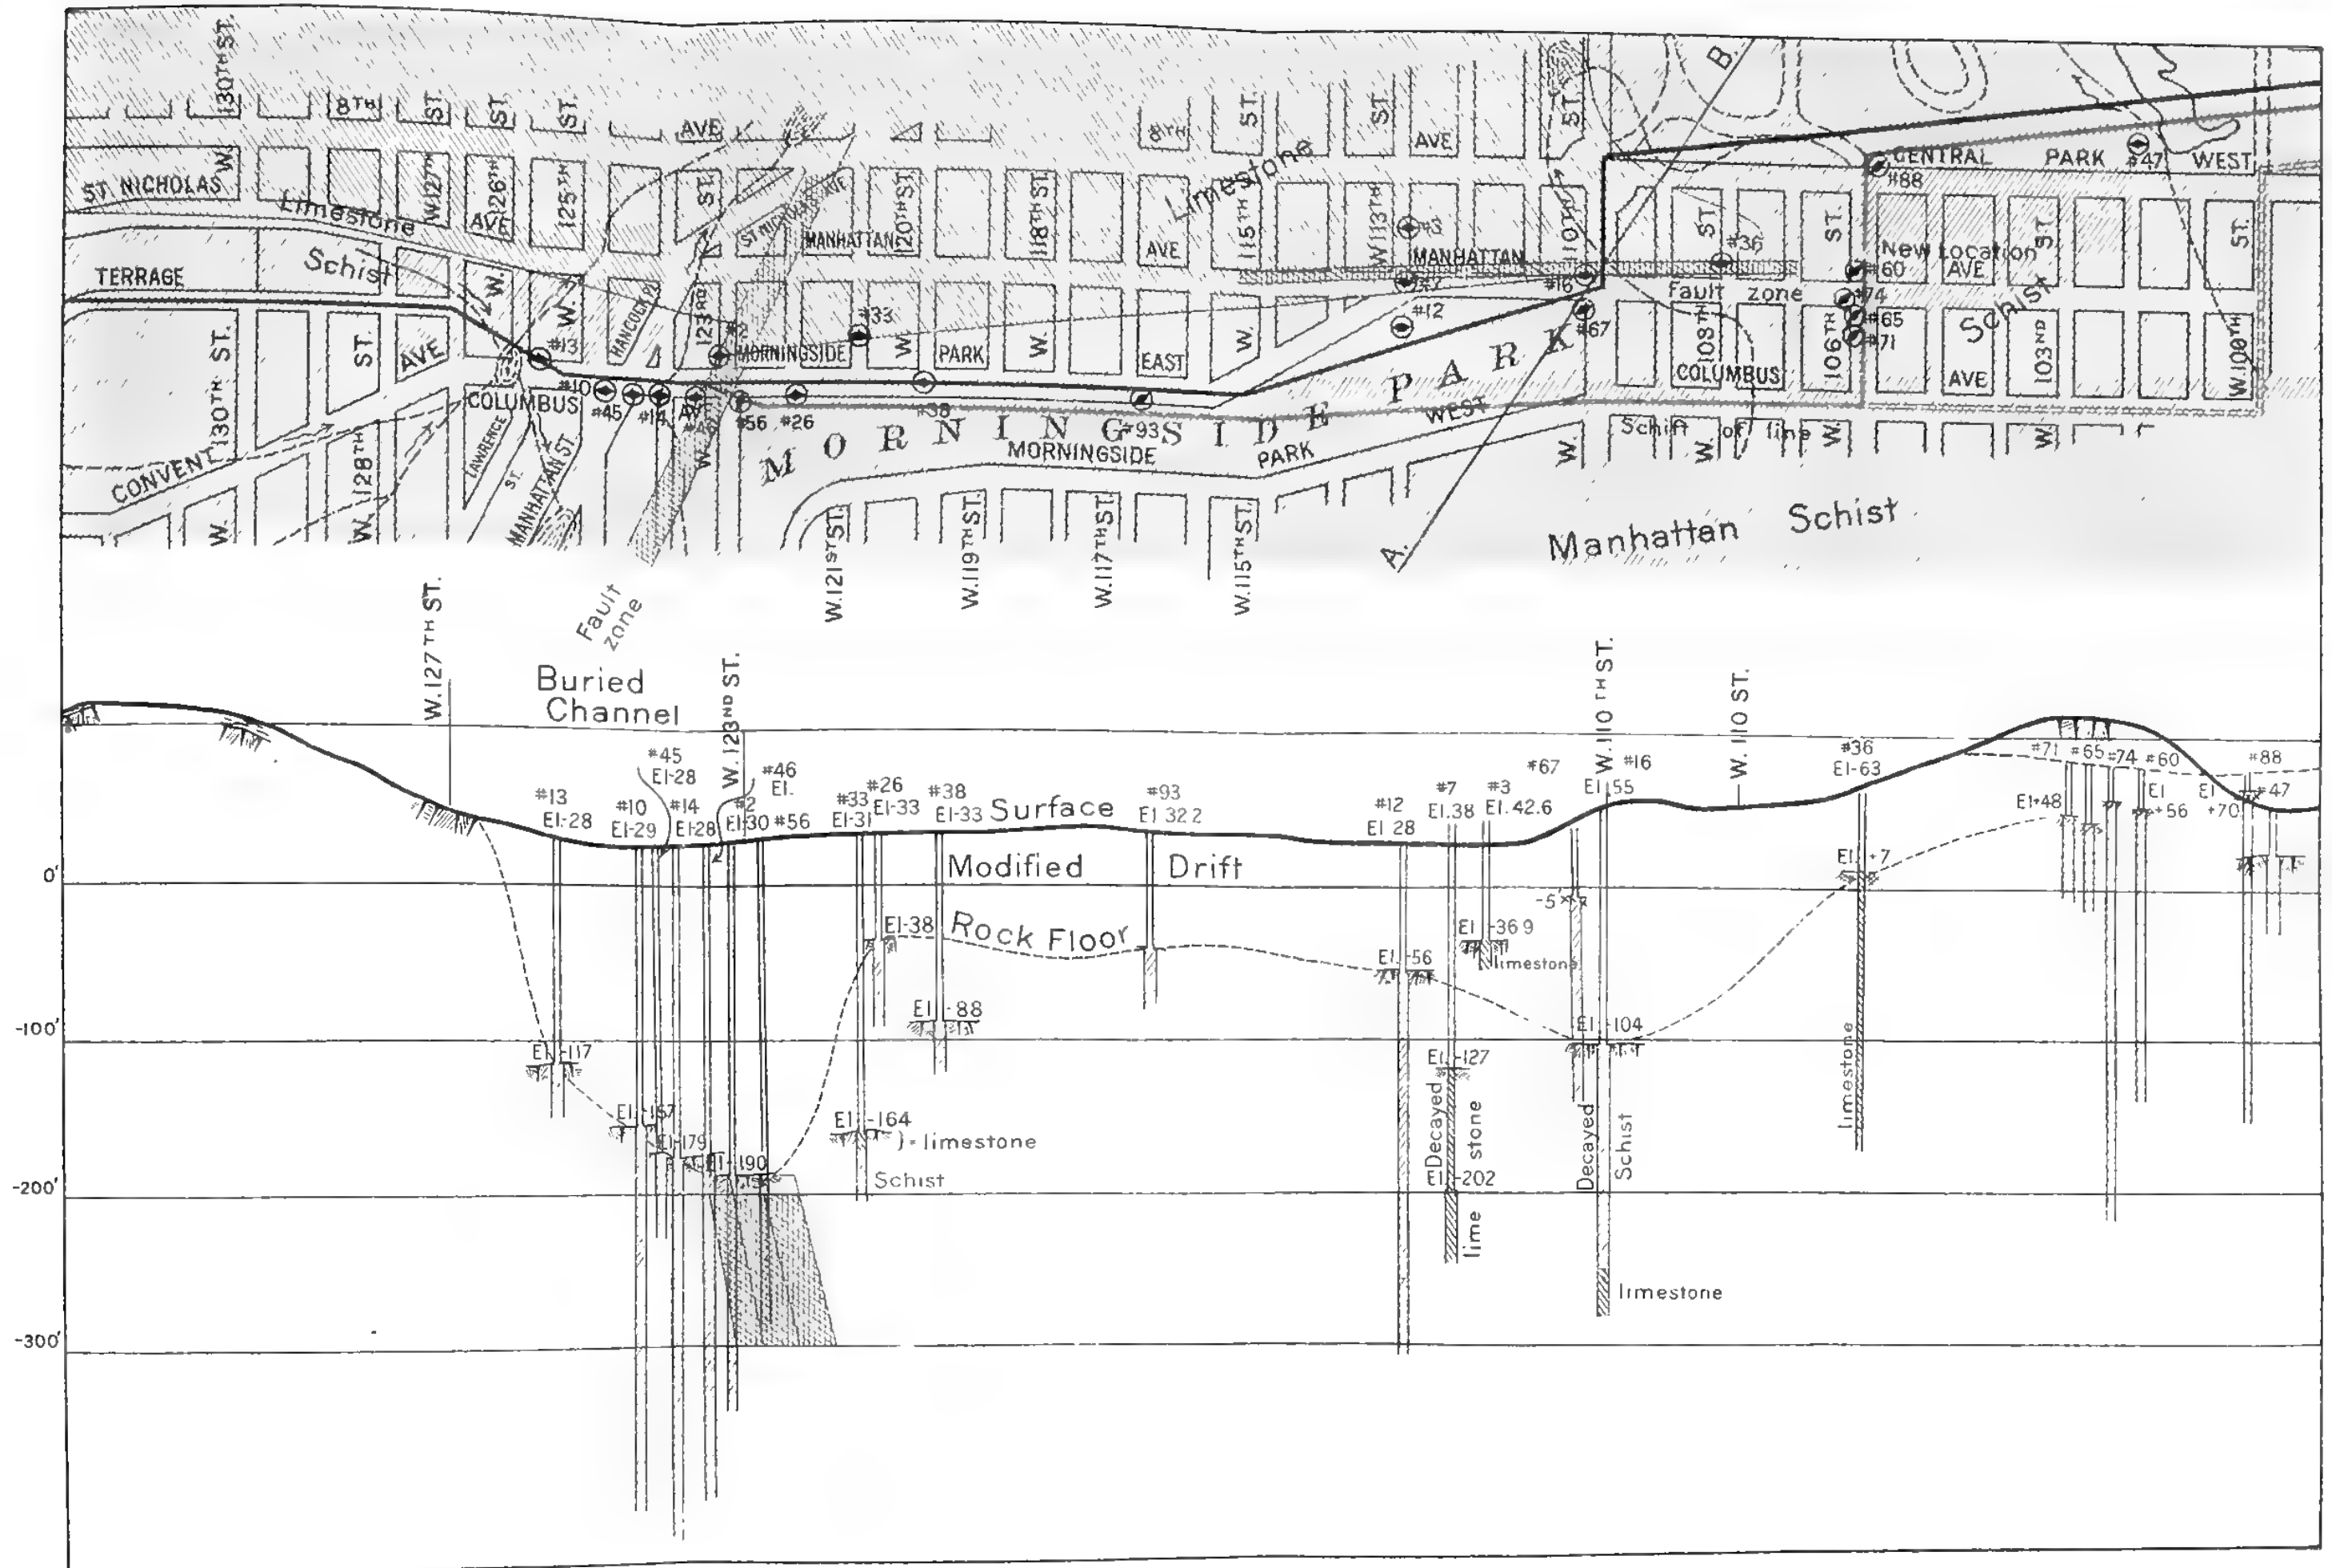 W. 130TH ST.
8TH
ST.
ST.
ST.
AVE
8TH
ST.
ST.
AVE
ST.
B.
ST. NICHOLAS
W.127TH
126TH
AVE
125TH
ST.
ST NICHOLAS AVE
MANHATTAN
120TH ST.
118TH ST.
AVE
115TH
W 113TH
#3
MANHATTAN
110TH
ST.
#36
ST.
#88
CENTRAL PARK WEST
#47
Limestone
Schist
Limestone
TERRACE
W.
W.
HANCOCK PL
123RD
#2
#33
#7
#12
#16
#67
fault zone
New Location
AVE
ST.
ST.
#60
#74
#65
#71
Schist
MORNINGSIDE
W.
PARK
W.
EAST
W.
108TH
106TH
103RD
W.100TH
COLUMBUS
AVE
130TH ST.
ST.
AVE
#13
#10
COLUMBUS
#45
#14
AV
#56
#26
#38
#93
MORNINGSIDE PARK
MORNINGSIDE PARK WEST
Schift of line
W.
W.
W.
W.
CONVENT
W.
W. 128TH
LAWRENCE ST.
MANHATTAN ST
W.
W.121ST ST.
W.119TH ST.
W.117TH ST.
W.115TH ST.
A.
Manhattan Schist
Fault zone
W.127TH ST.
Buried
Channel
W. 123RD ST.
W. 110TH ST.
W. 110 ST.
#45
El-28
#46
El.
#13
El.-28
#10
El-29
#14
El28
#2
El-30
#56
#33
El-31
#26
El-33
#38
El-33
Surface
#93
El 32.2
#12
El 28
#7
El.38
#3
El. 42.6
#67
#16
El. 55
#36
El-63
#71
#65
#74
#60
#88
#47
El+48
El
+56
El
+70
0'
Modified Drift
Rock Floor
El-38
El -36.9
limestone
-5
El. +7
El.-56
El -88
-100'
El.-117
El.-104
El.-127
El.-157
El-179
El-190
El.-164
limestone
Schist
Decayed
lime stone
El.-202
lime
Decayed
Schist
limestone
Limestone
-200'
-300'